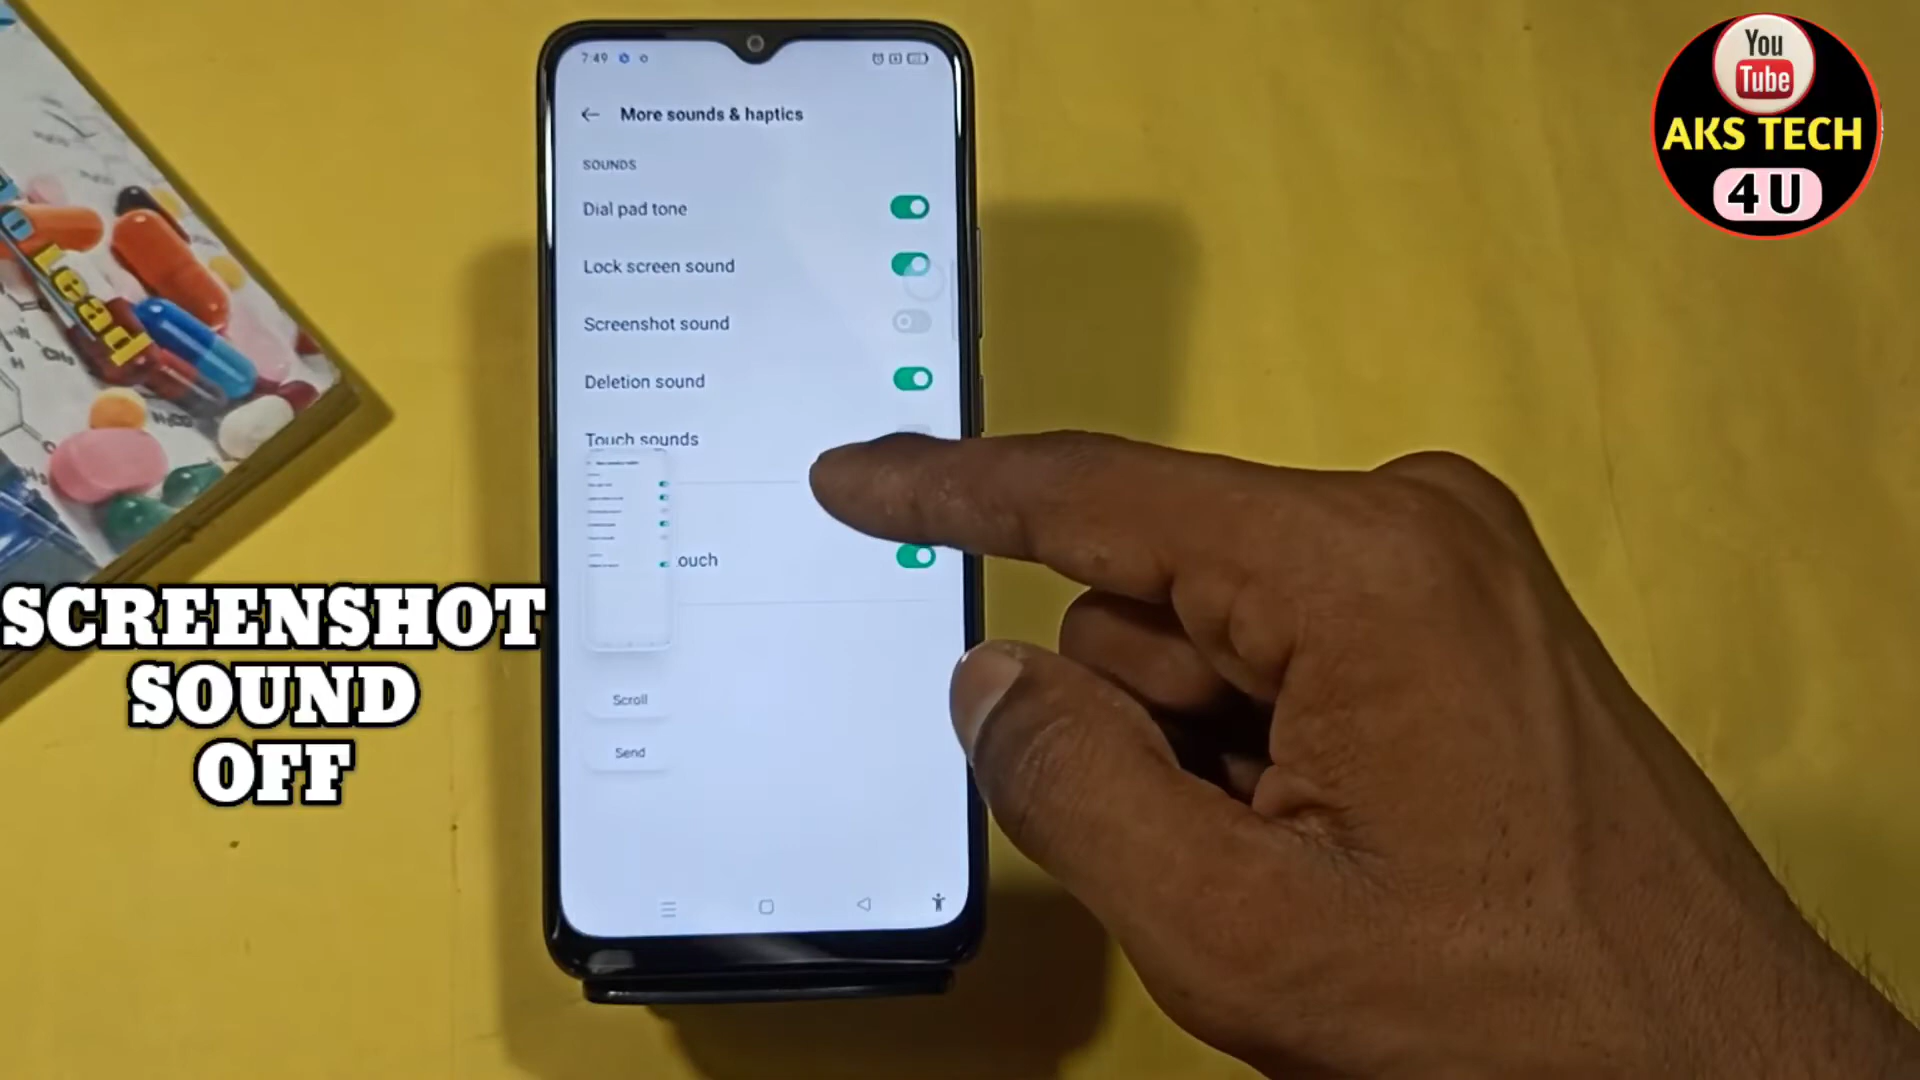 7:49
More sounds & haptics
SOUNDS
Dial pad tone
Lock screen sound
Screenshot sound
Deletion sound
Touch sounds
ouch
Scroll
Send
SCREENSHOT
SOUND
OFF
You
Tube
AKS TECH
4U
Lead